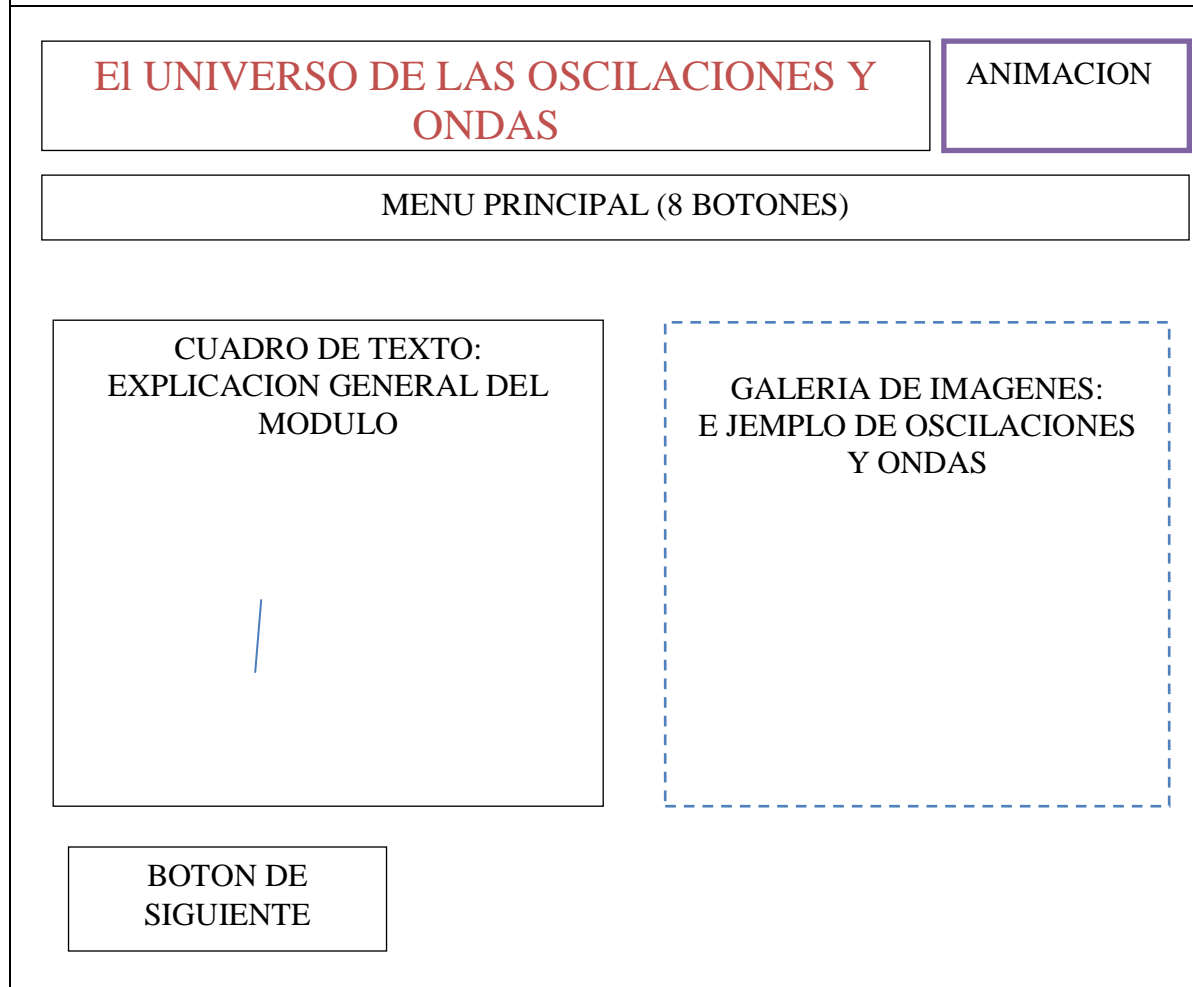 El UNIVERSO DE LAS OSCILACIONES Y
ONDAS
ANIMACION
MENU PRINCIPAL (8 BOTONES)
CUADRO DE TEXTO:
EXPLICACION GENERAL DEL
MODULO
GALERIA DE IMAGENES:
E JEMPLO DE OSCILACIONES
Y ONDAS
BOTON DE
SIGUIENTE